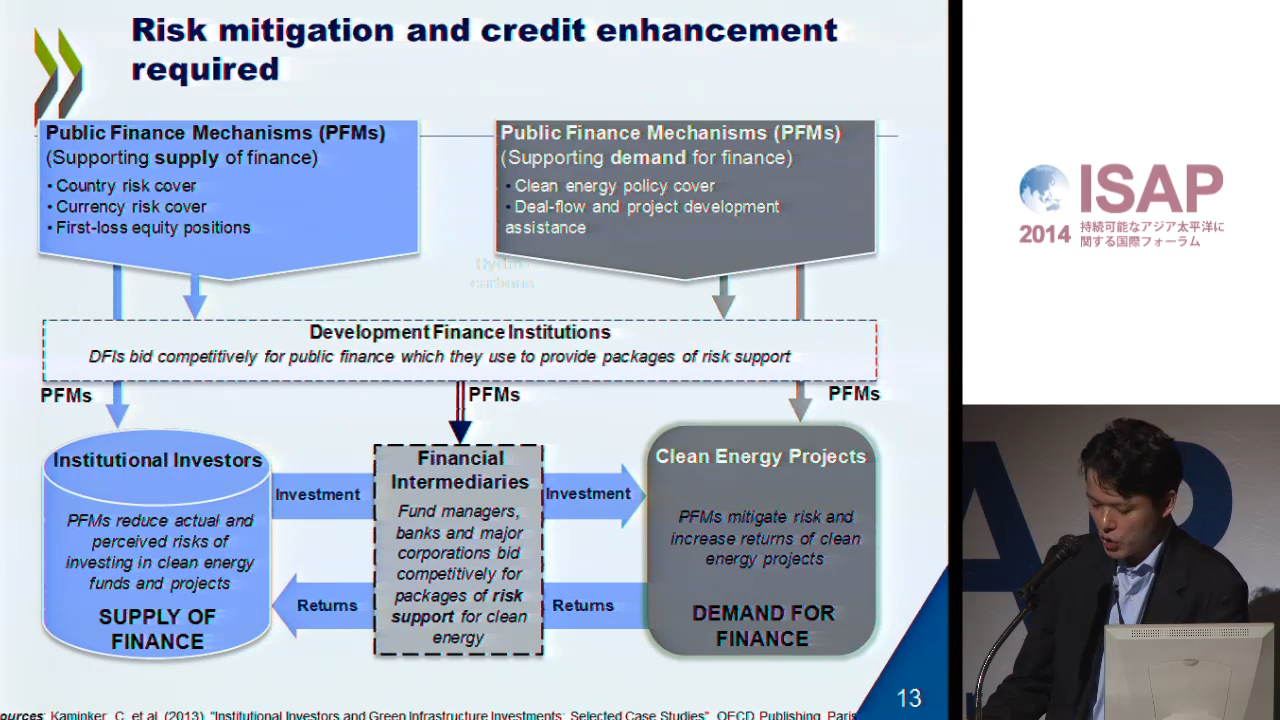 Risk mitigation and credit enhancement
required
Public Finance Mechanisms (PFMs)
(Supporting supply of finance)
• Country risk cover
• Currency risk cover
• First-loss equity positions
Public Finance Mechanisms (PFMs)
(Supporting demand for finance)
• Clean energy policy cover
• Deal-flow and project development
assistance
Development Finance Institutions
DFIs bid competitively for public finance which they use to provide packages of risk support
PFMs
PFMs
PFMs
Institutional Investors
PFMs reduce actual and
perceived risks of
investing in clean energy
funds and projects
SUPPLY OF
FINANCE
Investment
Returns
Financial
Intermediaries
Fund managers,
banks and major
corporations bid
competitively for
packages of risk
support for clean
energy
Investment
Returns
Clean Energy Projects
PFMs mitigate risk and
increase returns of clean
energy projects
DEMAND FOR
FINANCE
13
ources: Kaminker, C. et al. (2013), "Institutional Investors and Green Infrastructure Investments: Selected Case Studies", OECD Publishing, Paris
ISAP
2014 持続可能なアジア太平洋に
関する国際フォーラム